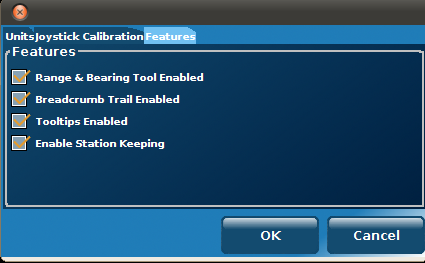 Units Joystick Calibration Features
Features
Range & Bearing Tool Enabled
Breadcrumb Trail Enabled
Tooltips Enabled
Enable Station Keeping
OK Cancel